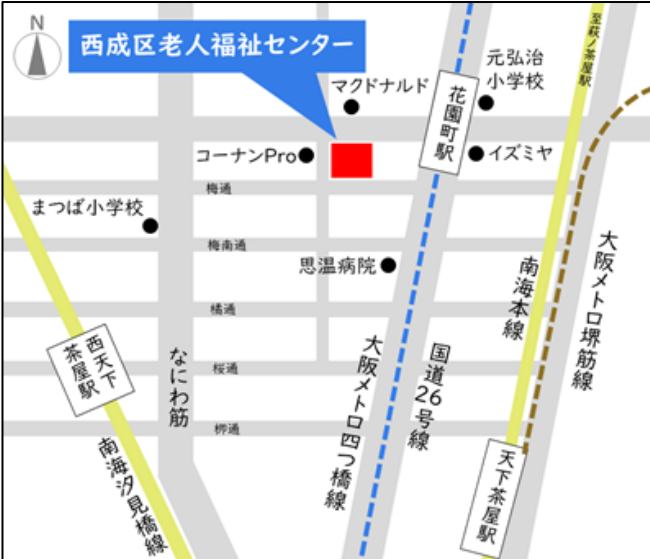 N
西成区老人福祉センター
至萩ノ茶屋駅
マクドナルド
元弘治
小学校
花園町駅
コーナンPro
イズミヤ
梅通
まつば小学校
梅南通
思温病院
大阪メトロ堺筋線
南海本線
橘通
西天下
茶屋駅
なにわ筋
大阪メトロ四つ橋線
国道26号線
桜通
柳通
南海汐見橋線
天下茶屋駅